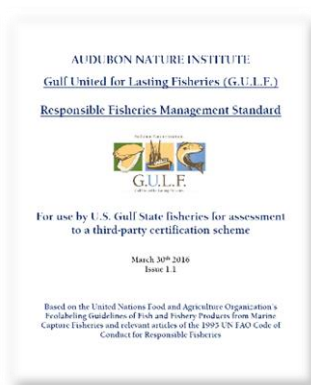 AUDUBON NATURE INSTITUTE
Gulf United for Lasting Fisheries (G.U.L.F.)
Responsible Fisheries Management Standard
G.U.L.F.
For use by U.S. Gulf State fisheries for assessment
to a third-party certification scheme
March 30th 2016
Issue 1.1
Based on the United Nations Food and Agriculture Organization's
Ecolabeling Guidelines of Fish and Fishery Products from Marine
Capture Fisheries and relevant articles of the 1995 UN FAO Code of
Conduct for Responsible Fisheries